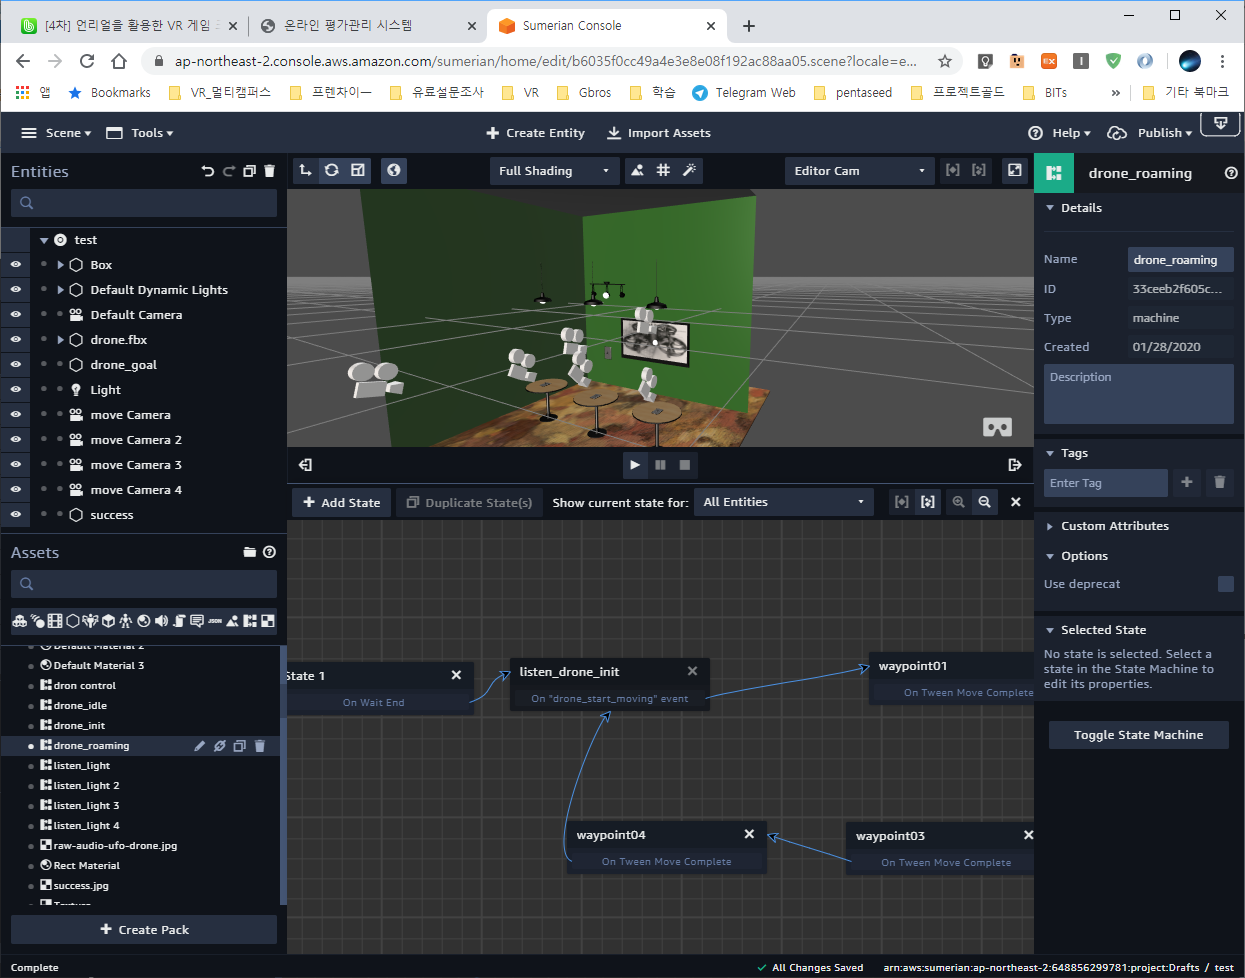 [4차] 언리얼을 활용한 VR 게임
온라인 평가관리 시스템
Sumerian Console
ap-northeast-2.console.aws.amazon.com/sumerian/home/edit/b6035f0cc49a4e3e8e08f192ac88aa05.scene?locale=e...
앱
Bookmarks
VR_멀티캠퍼스
프렌차이—
유료설문조사
VR
Gbros
학습
Telegram Web
pentaseed
프로젝트골드
BITs
»
기타 북마크
Scene
Tools
Create Entity
Import Assets
Help
Publish
Entities
Full Shading
Editor Cam
drone_roaming
test
Box
Default Dynamic Lights
Default Camera
drone.fbx
drone_goal
Light
move Camera
move Camera 2
move Camera 3
move Camera 4
success
Details
Name
drone_roaming
ID
33ceeb2f605c...
Type
machine
Created
01/28/2020
Description
Tags
Enter Tag
Custom Attributes
Options
Use deprecat
Selected State
No state is selected. Select a
state in the State Machine to
edit its properties.
Toggle State Machine
Add State
Duplicate State(s)
Show current state for:
All Entities
Assets
JSON
Default Material 2
Default Material 3
dron control
drone_idle
drone_init
drone_roaming
listen_light
listen_light 2
listen_light 3
listen_light 4
raw-audio-ufo-drone.jpg
Rect Material
success.jpg
Texture
Create Pack
State 1
On Wait End
listen_drone_init
On "drone_start_moving" event
waypoint01
On Tween Move Complete
waypoint04
On Tween Move Complete
waypoint03
On Tween Move Complete
Complete
All Changes Saved
arn:aws:sumerian:ap-northeast-2:648856299781:project:Drafts / test